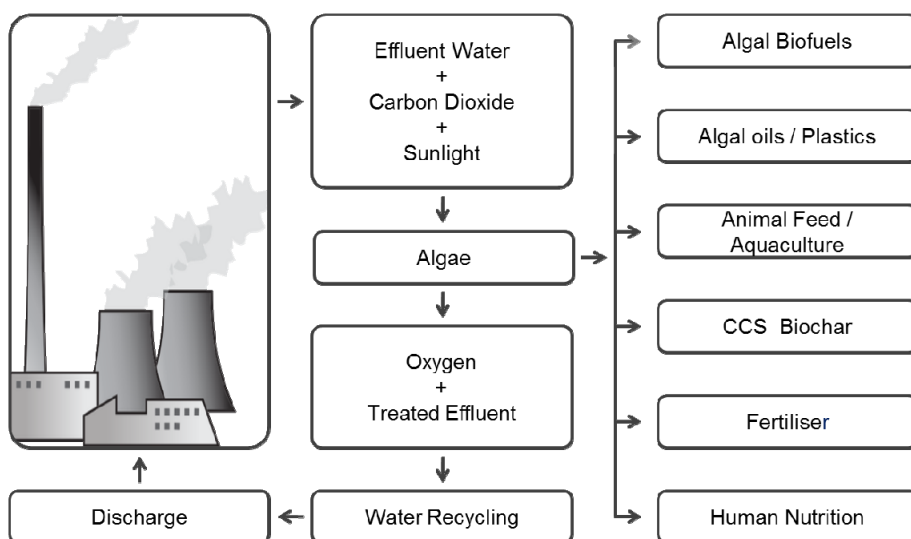 Effluent Water
+
Carbon Dioxide
+
Sunlight
Algae
Oxygen
+
Treated Effluent
Discharge
Water Recycling
Algal Biofuels
Algal oils / Plastics
Animal Feed /
Aquaculture
CCS Biochar
Fertiliser
Human Nutrition